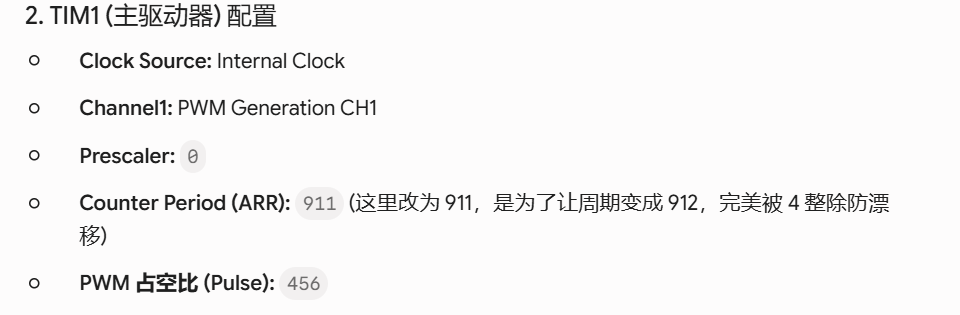 2. TIM1 (主驱动器) 配置
Clock Source: Internal Clock
Channel1: PWM Generation CH1
Prescaler: 0
Counter Period (ARR): 911 (这里改为 911，是为了让周期变成 912，完美被 4 整除防漂
移)
PWM 占空比 (Pulse): 456